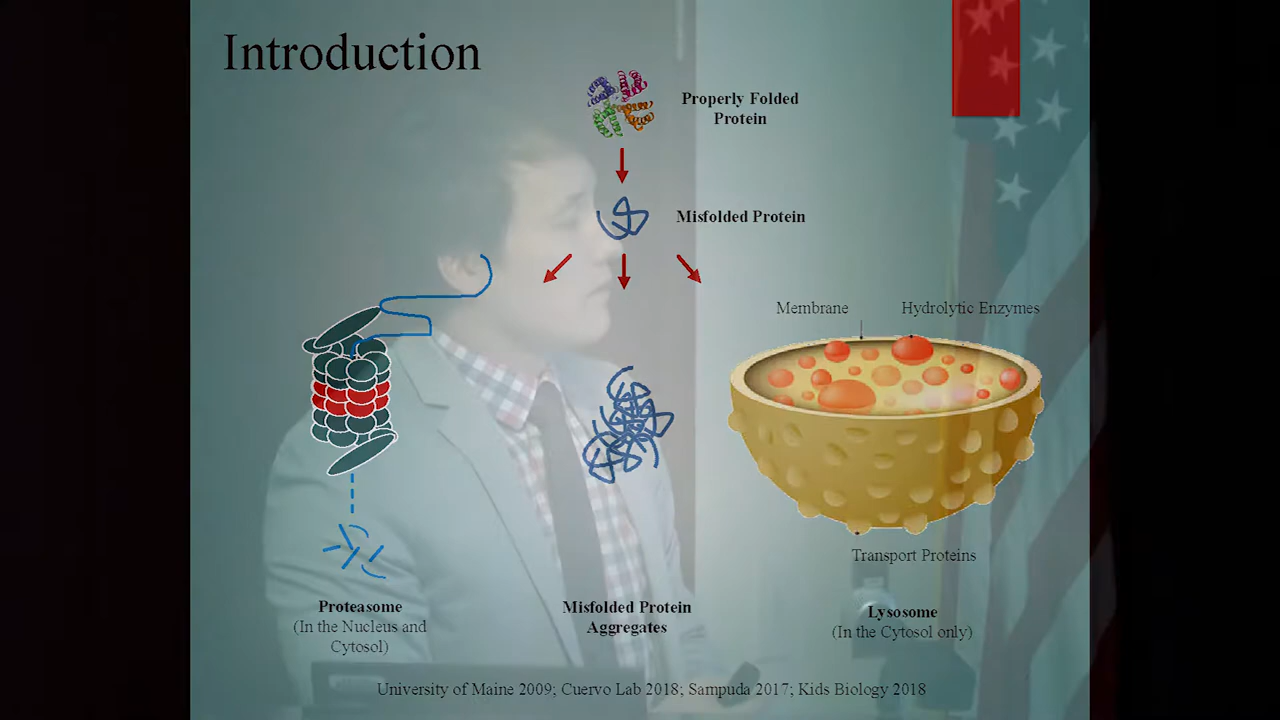 Introduction
Properly Folded
Protein
Misfolded Protein
Membrane
Hydrolytic Enzymes
Transport Proteins
Proteasome
(In the Nucleus and
Cytosol)
Misfolded Protein
Aggregates
Lysosome
(In the Cytosol only)
University of Maine 2009; Cuervo Lab 2018; Sampuda 2017; Kids Biology 2018